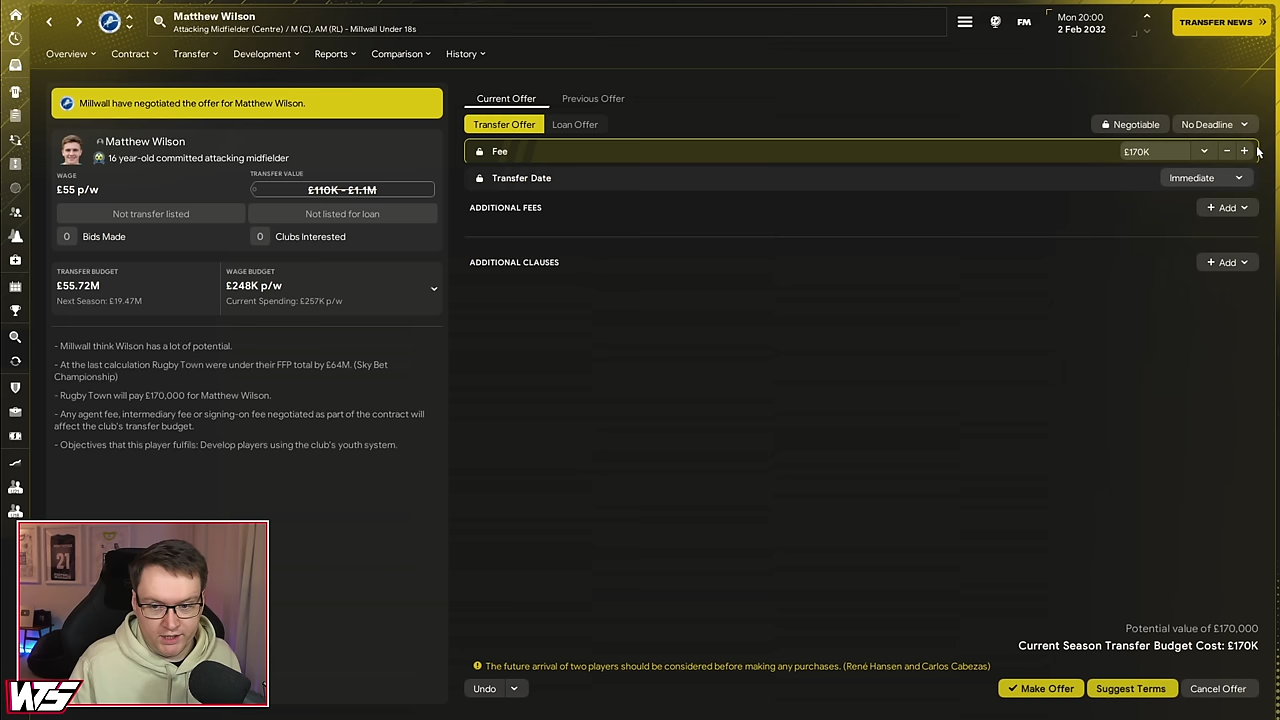 Matthew Wilson
Attacking Midfielder (Centre) / M (C), AM (RL) - Millwall Under 18s
FM
Mon 20:00
2 Feb 2032
TRANSFER NEWS
Overview
Contract
Transfer
Development
Reports
Comparison
History
Millwall have negotiated the offer for Matthew Wilson.
Matthew Wilson
16 year-old committed attacking midfielder
WAGE
£55 p/w
TRANSFER VALUE
£110K - £1.1M
Not transfer listed
Not listed for loan
0 Bids Made
0 Clubs Interested
TRANSFER BUDGET
£55.72M
Next Season: £19.47M
WAGE BUDGET
£248K p/w
Current Spending: £257K p/w
- Millwall think Wilson has a lot of potential.
- At the last calculation Rugby Town were under their FFP total by £64M. (Sky Bet
Championship)
- Rugby Town will pay £170,000 for Matthew Wilson.
- Any agent fee, intermediary fee or signing-on fee negotiated as part of the contract will
affect the club's transfer budget.
- Objectives that this player fulfils: Develop players using the club's youth system.
Current Offer
Previous Offer
Transfer Offer
Loan Offer
Negotiable
No Deadline
Fee
£170K
Transfer Date
Immediate
ADDITIONAL FEES
+ Add
ADDITIONAL CLAUSES
+ Add
Potential value of £170,000
Current Season Transfer Budget Cost: £170K
The future arrival of two players should be considered before making any purchases. (René Hansen and Carlos Cabezas)
Undo
Make Offer
Suggest Terms
Cancel Offer
21
WTS